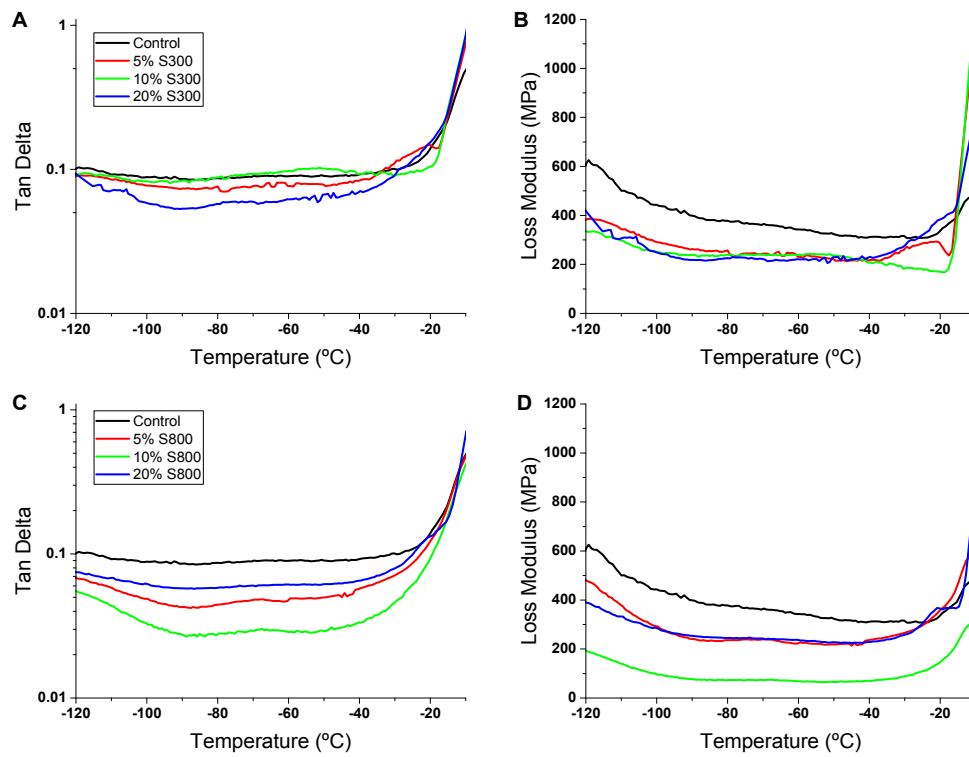 A
Control
5% S300
10% S300
20% S300
Tan Delta
1
0.1
0.01
-120
-100
-80
-60
-40
-20
Temperature (ºC)
B
Loss Modulus (MPa)
1200
1000
800
600
400
200
0
-120
-100
-80
-60
-40
-20
Temperature (ºC)
C
Control
5% S800
10% S800
20% S800
Tan Delta
1
0.1
0.01
-120
-100
-80
-60
-40
-20
Temperature (ºC)
D
Loss Modulus (MPa)
1200
1000
800
600
400
200
0
-120
-100
-80
-60
-40
-20
Temperature (ºC)